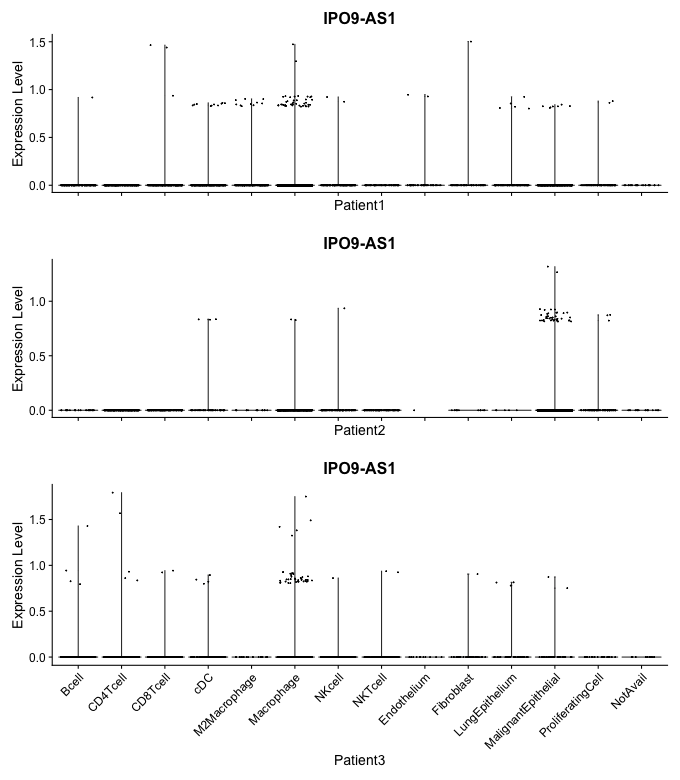 IPO9-AS1
Expression Level
1.5
1.0
0.5
0.0
Patient1
IPO9-AS1
Expression Level
1.0
0.5
0.0
Patient2
IPO9-AS1
Expression Level
1.5
1.0
0.5
0.0
Bcell
CD4Tcell
CD8Tcell
cDC
M2Macrophage
Macrophage
NKcell
NKTcell
Endothelium
Fibroblast
LungEpithelium
MalignantEpithelial
ProliferatingCell
NotAvail
Patient3